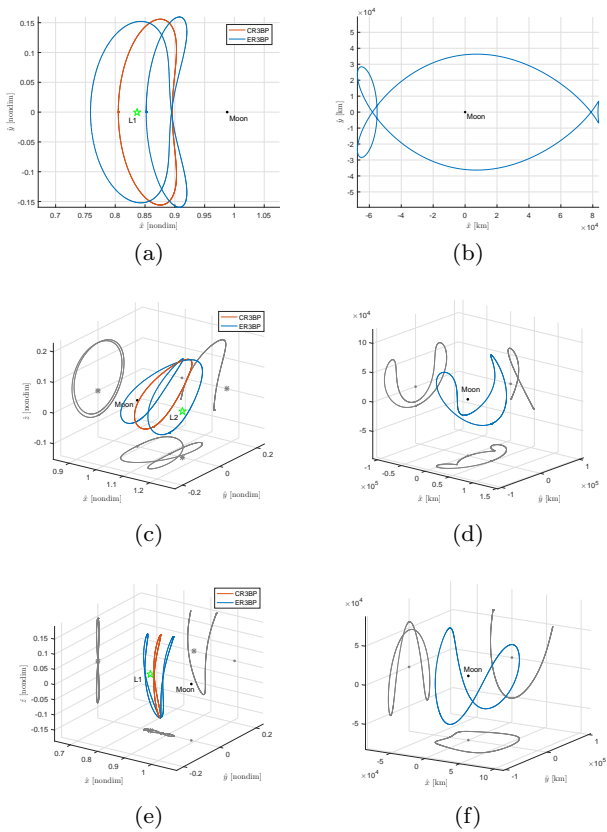 0.15
0.1
0.05
0
-0.05
-0.1
-0.15
0.7 0.75 0.8 0.85 0.9 0.95 1 1.05
x̃ [nondim]
ỹ [nondim]
CR3BP
ER3BP
L1
Moon
(a)
×10⁴
5
4
3
2
1
0
-1
-2
-3
-4
-5
-6 -4 -2 0 2 4 6 8
×10⁴
x̃ [km]
ỹ [km]
Moon
(b)
0.2
0.1
0
-0.1
0.9 1 1.1 1.2
-0.2 0 0.2
x̃ [nondim]
ỹ [nondim]
z̃ [nondim]
CR3BP
ER3BP
Moon
L2
(c)
×10⁴
10
5
0
-5
-1 -0.5 0 0.5 1 1.5
×10⁵
-1 0 1
×10⁵
x̃ [km]
ỹ [km]
z̃ [km]
Moon
(d)
0.15
0.1
0.05
0
-0.05
-0.1
-0.15
0.7 0.8 0.9 1
-0.2 0 0.2
x̃ [nondim]
ỹ [nondim]
z̃ [nondim]
CR3BP
ER3BP
L1
Moon
(e)
×10⁴
5
0
-5
-5 0 5 10
×10⁴
-1 0 1
×10⁵
x̃ [km]
ỹ [km]
z̃ [km]
Moon
(f)